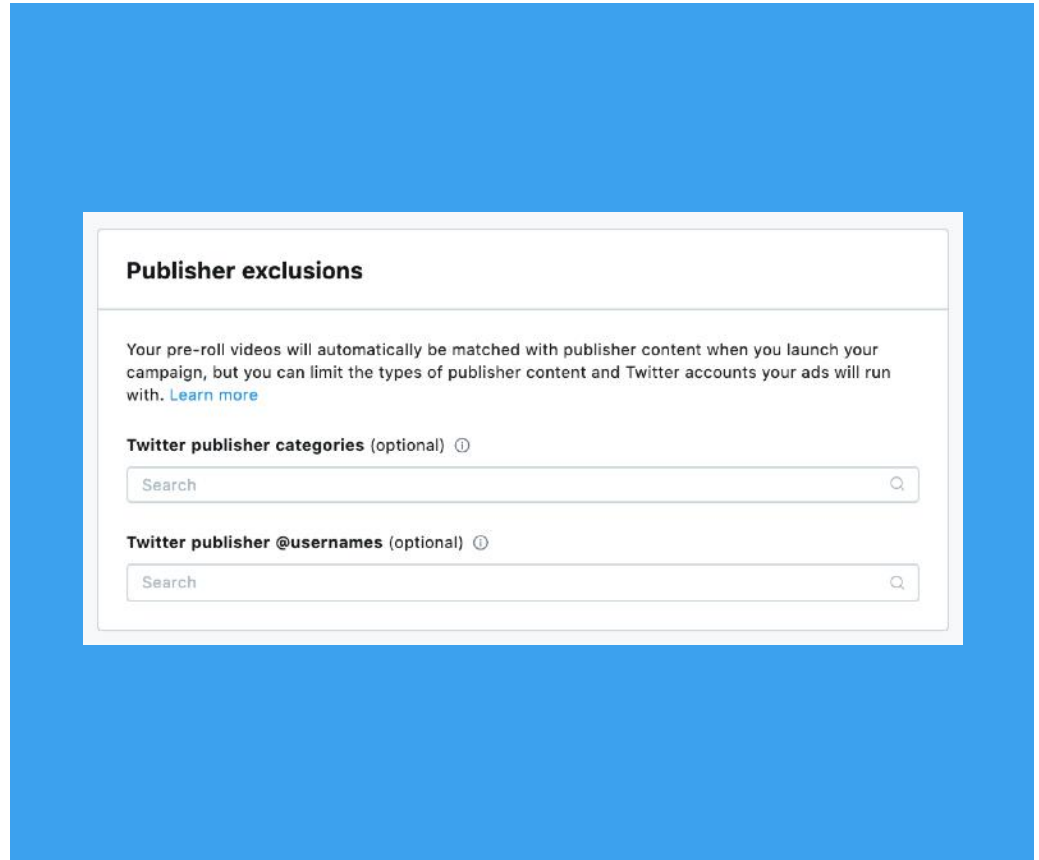 Publisher exclusions
Your pre-roll videos will automatically be matched with publisher content when you launch your
campaign, but you can limit the types of publisher content and Twitter accounts your ads will run
with. Learn more
Twitter publisher categories (optional)
Search
Twitter publisher @usernames (optional)
Search